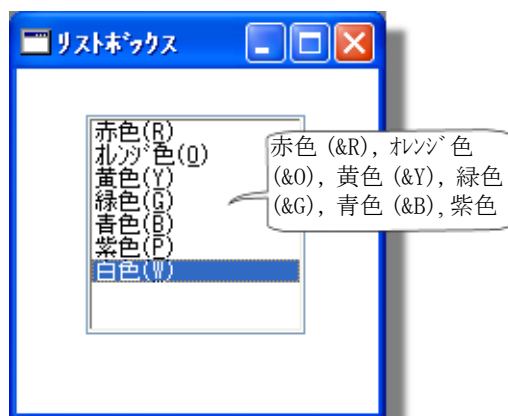 リストボックス
赤色(R)
オレンジ色(O)
黄色(Y)
緑色(G)
青色(B)
紫色(P)
白色(W)
赤色 (&R), オレンジ色
(&O), 黄色 (&Y), 緑色
(&G), 青色 (&B), 紫色